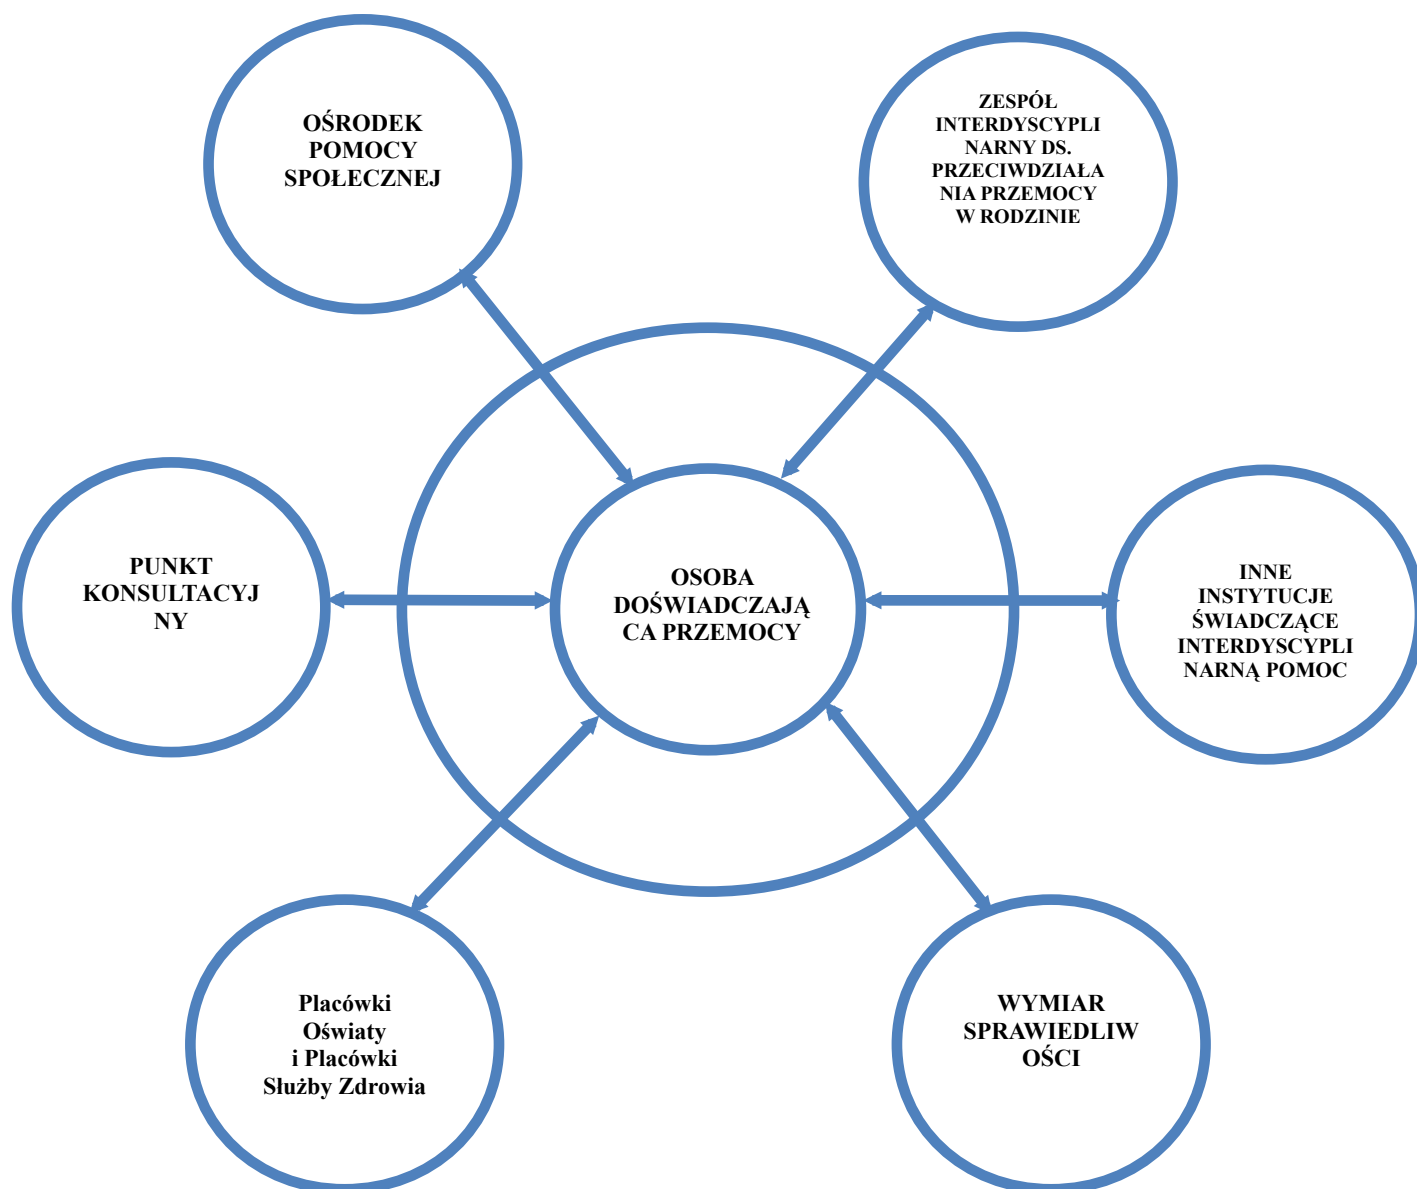 OŚRODEK
POMOCY
SPOŁECZNEJ
ZESPÓŁ
INTERDYSCYPLI
NARNY DS.
PRZECIWDZIAŁA
NIA PRZEMOCY
W RODZINIE
PUNKT
KONSULTACYJ
NY
OSOBA
DOŚWIADCZAJĄ
CA PRZEMOCY
INNE
INSTYTUCJE
ŚWIADCZĄCE
INTERDYSCYPLI
NARNĄ POMOC
Placówki
Oświaty
i Placówki
Służby Zdrowia
WYMIAR
SPRAWIEDLIW
OŚCI